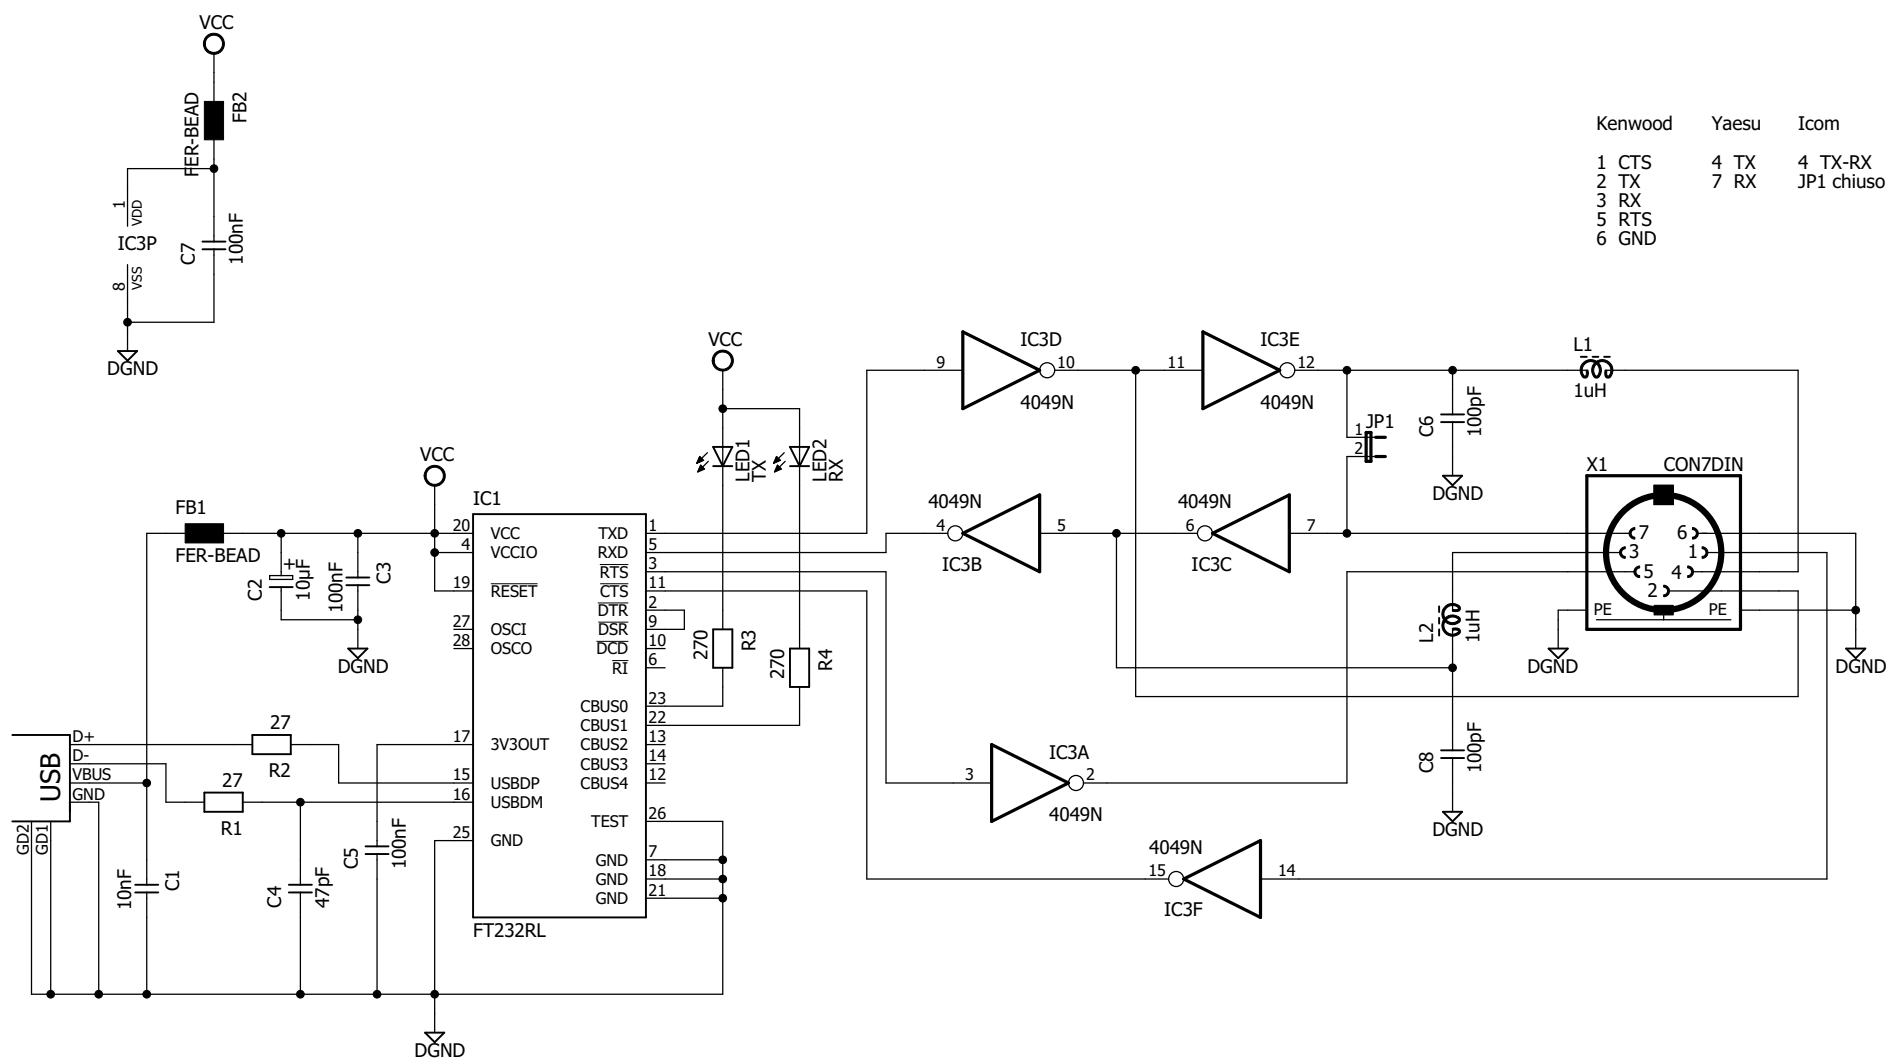 VCC
FER-BEAD
FB2
1
VDD
IC3P
C7
100nF
8
VSS
DGND
Kenwood Yaesu Icom
1 CTS 4 TX 4 TX-RX
2 TX 7 RX JP1 chiuso
3 RX
5 RTS
6 GND
VCC
LED1
TX
LED2
RX
270
R3
270
R4
9
IC3D
10
4049N
11
IC3E
12
4049N
L1
1uH
C6
100pF
DGND
JP1
1
2
4049N
4
5
IC3B
4049N
6
7
IC3C
X1 CON7DIN
7 6
3 1
5 4
2
PE PE
DGND
DGND
L2
1uH
C8
100pF
DGND
3
IC3A
2
4049N
4049N
15
14
IC3F
VCC
FB1
FER-BEAD
C2
+
10µF
100nF
C3
DGND
IC1
20 VCC TXD 1
4 VCCIO RXD 5
RTS 3
19 RESET CTS 11
DTR 2
27 OSCI DSR 9
28 OSCO DCD 10
RI 6
CBUS0 23
CBUS1 22
17 3V3OUT CBUS2 13
CBUS3 14
15 USBDP CBUS4 12
16 USBDM
TEST 26
25 GND
GND 7
GND 18
GND 21
FT232RL
USB
D+
D-
VBUS
GND
GD2
GD1
27
R2
27
R1
10nF
C1
C4
47pF
C5
100nF
DGND